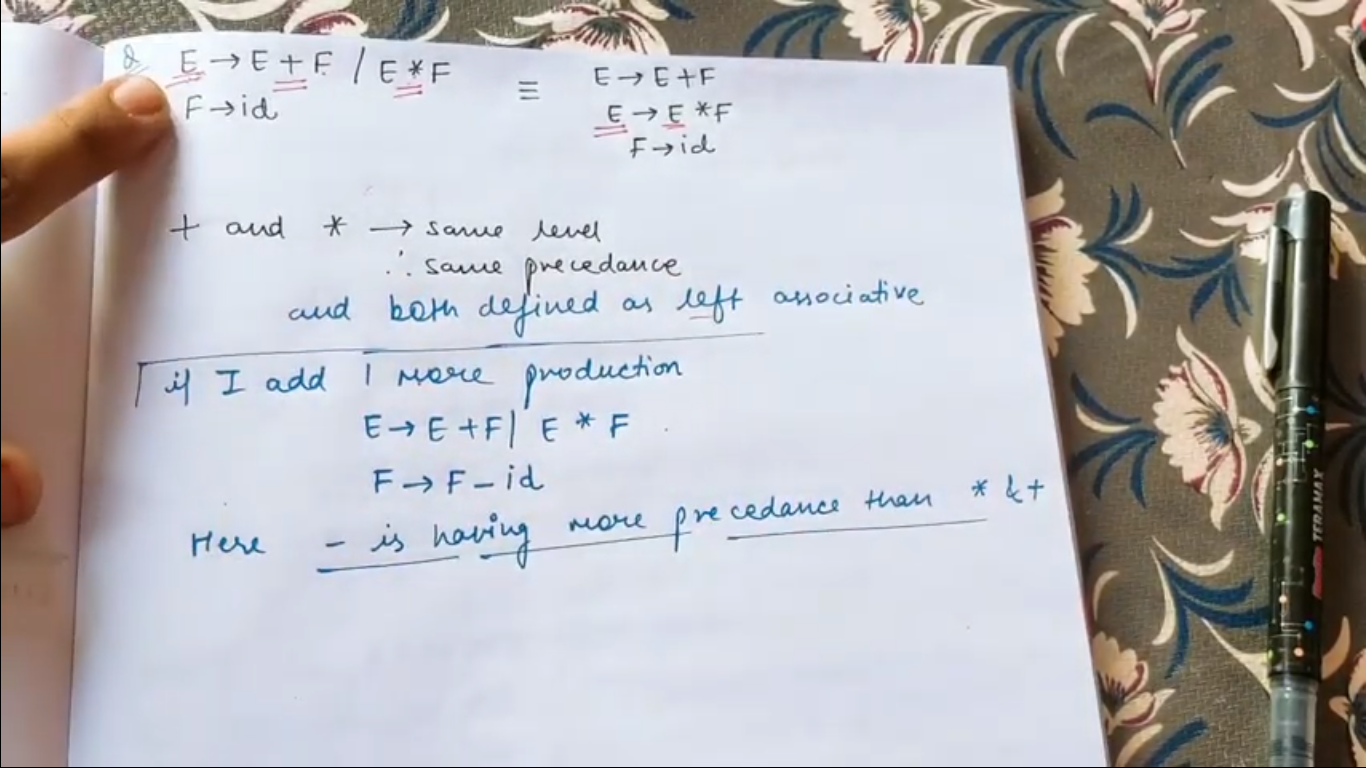 Q E → E + F / E * F ≡ E → E + F
E → E * F
F → id
F → id
+ and * → same level
∴ same precedance
and both defined as left associative
if I add 1 more production
E → E + F | E * F
F → F - id
Here - is having more precedance than * & +
TERAMAX